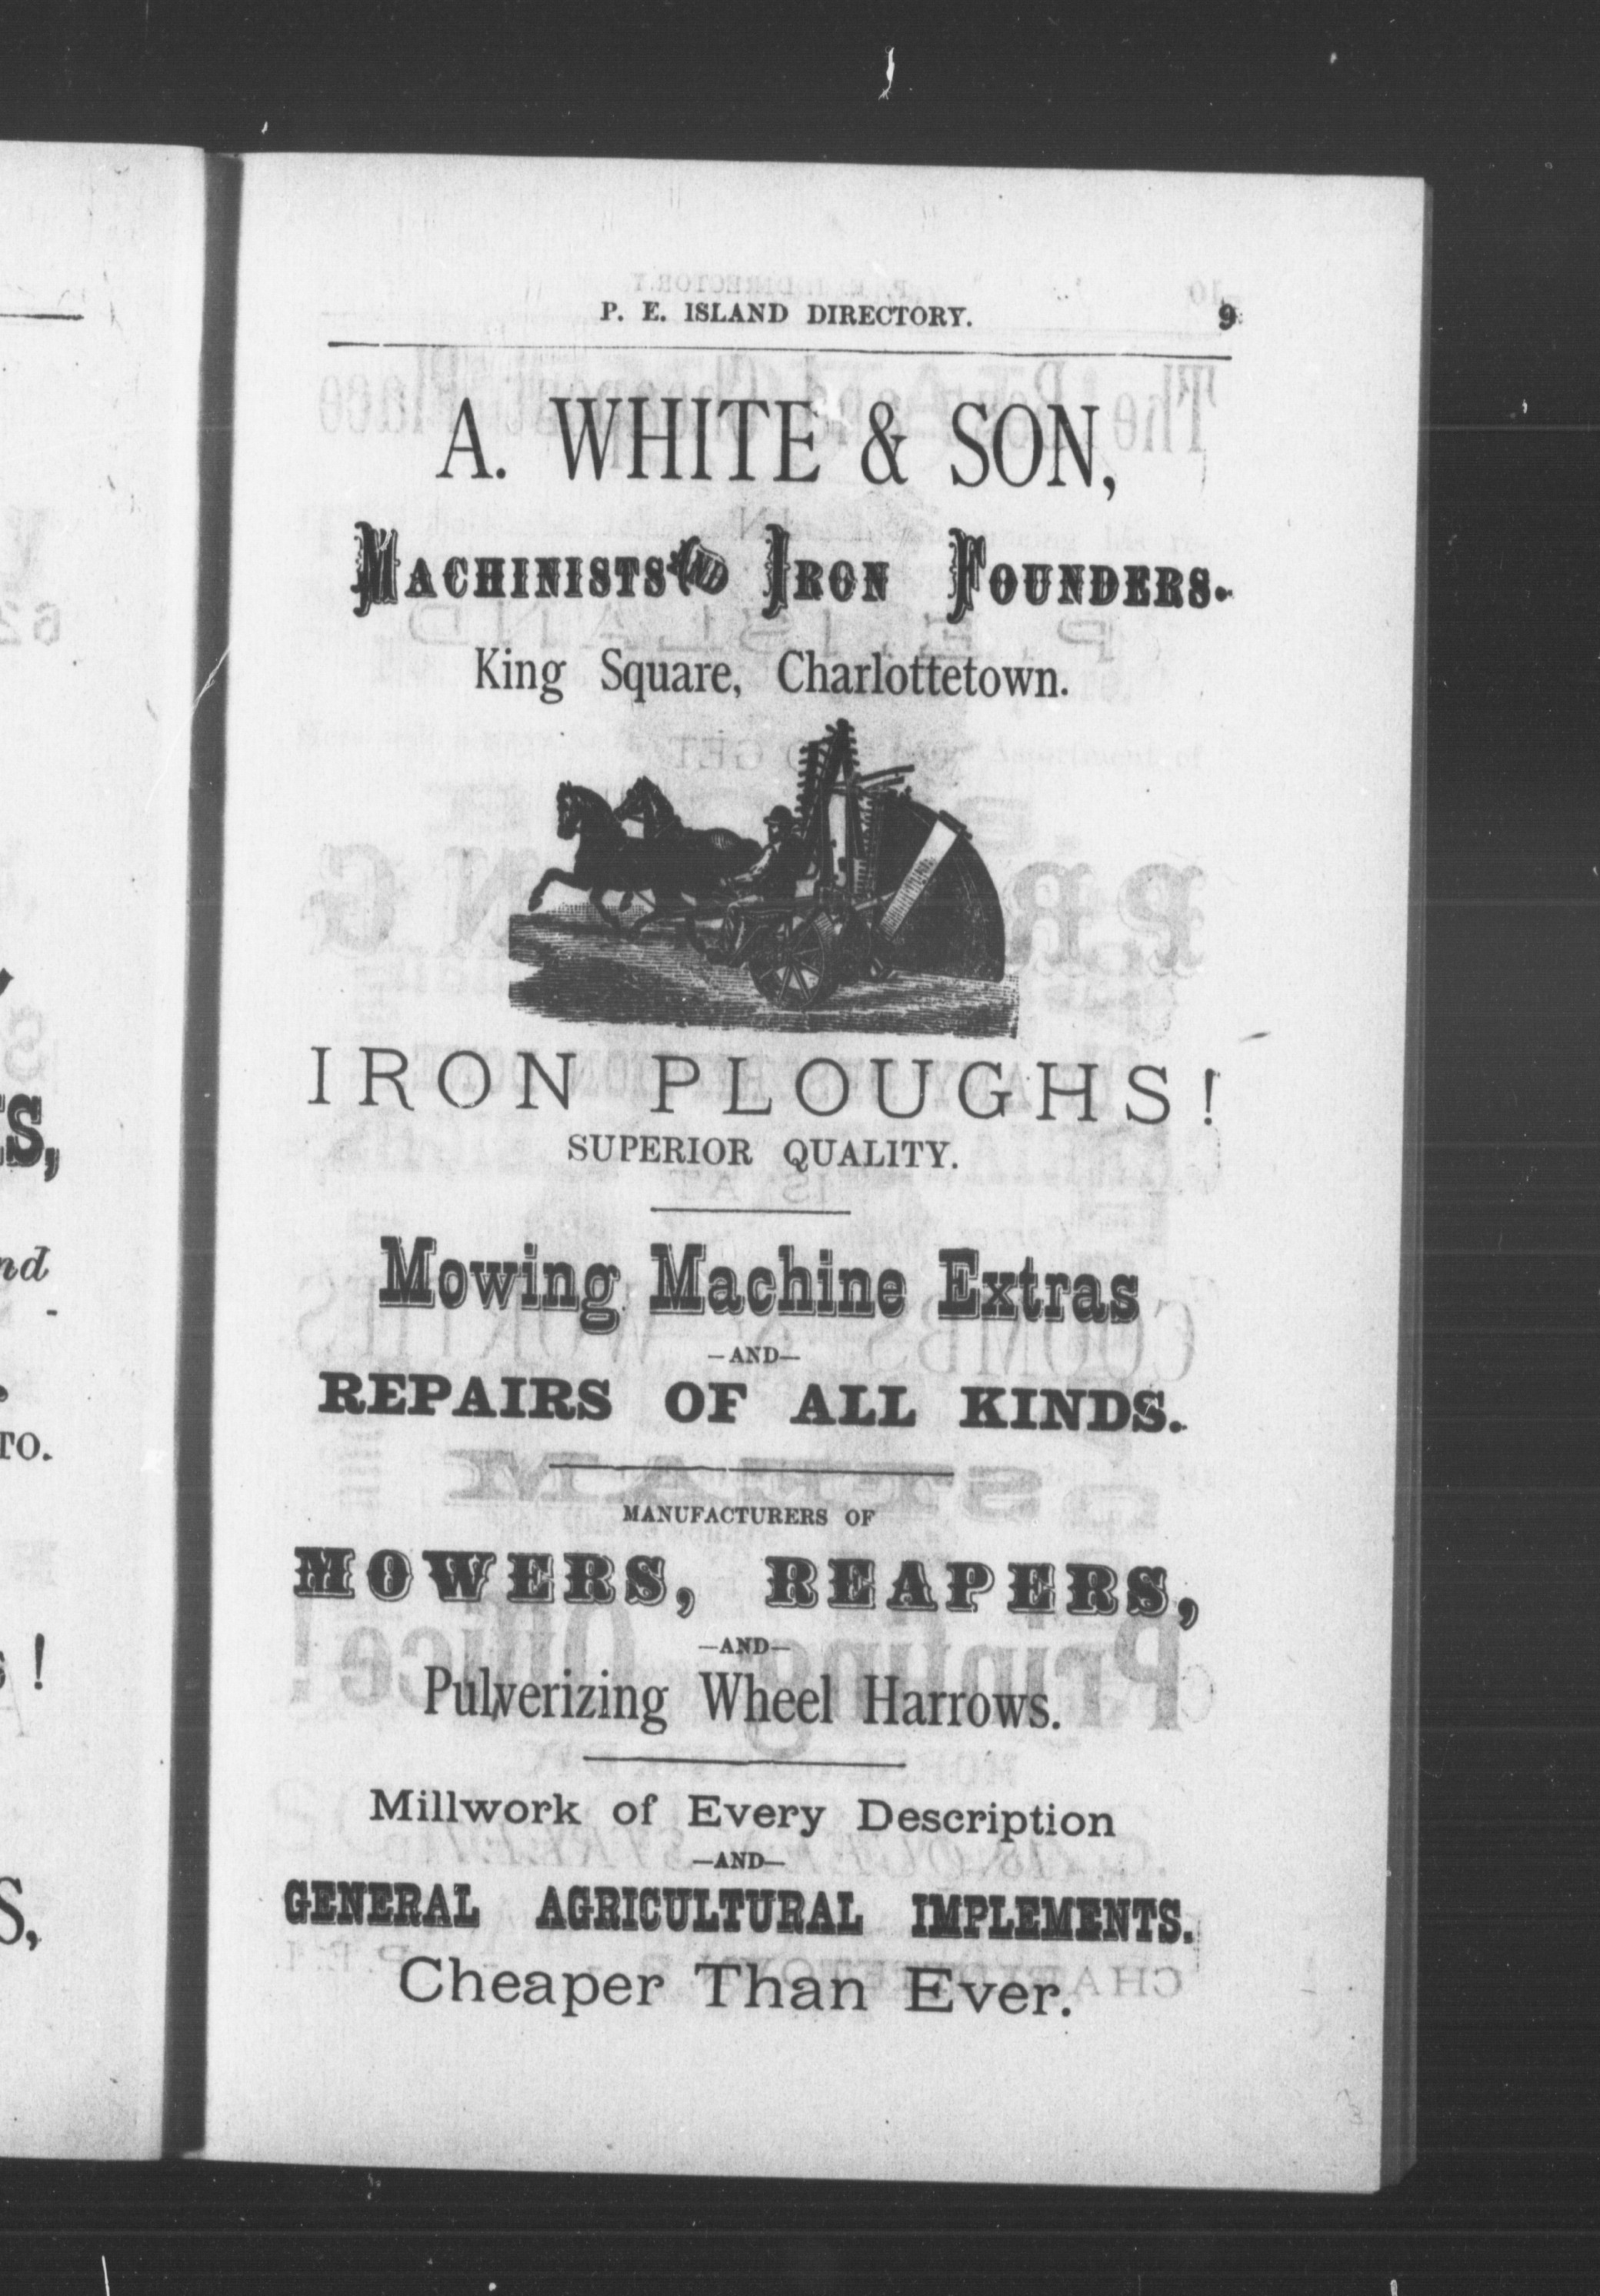 P. E. ISLAND DIRECTORY. 9
A. WHITE & SON,
MACHINISTS AND IRON FOUNDERS.
King Square, Charlottetown.
IRON PLOUGHS!
SUPERIOR QUALITY.
Mowing Machine Extras
—AND—
REPAIRS OF ALL KINDS.
MANUFACTURERS OF
MOWERS, REAPERS,
—AND—
Pulverizing Wheel Harrows.
Millwork of Every Description
—AND—
GENERAL AGRICULTURAL IMPLEMENTS.
Cheaper Than Ever.